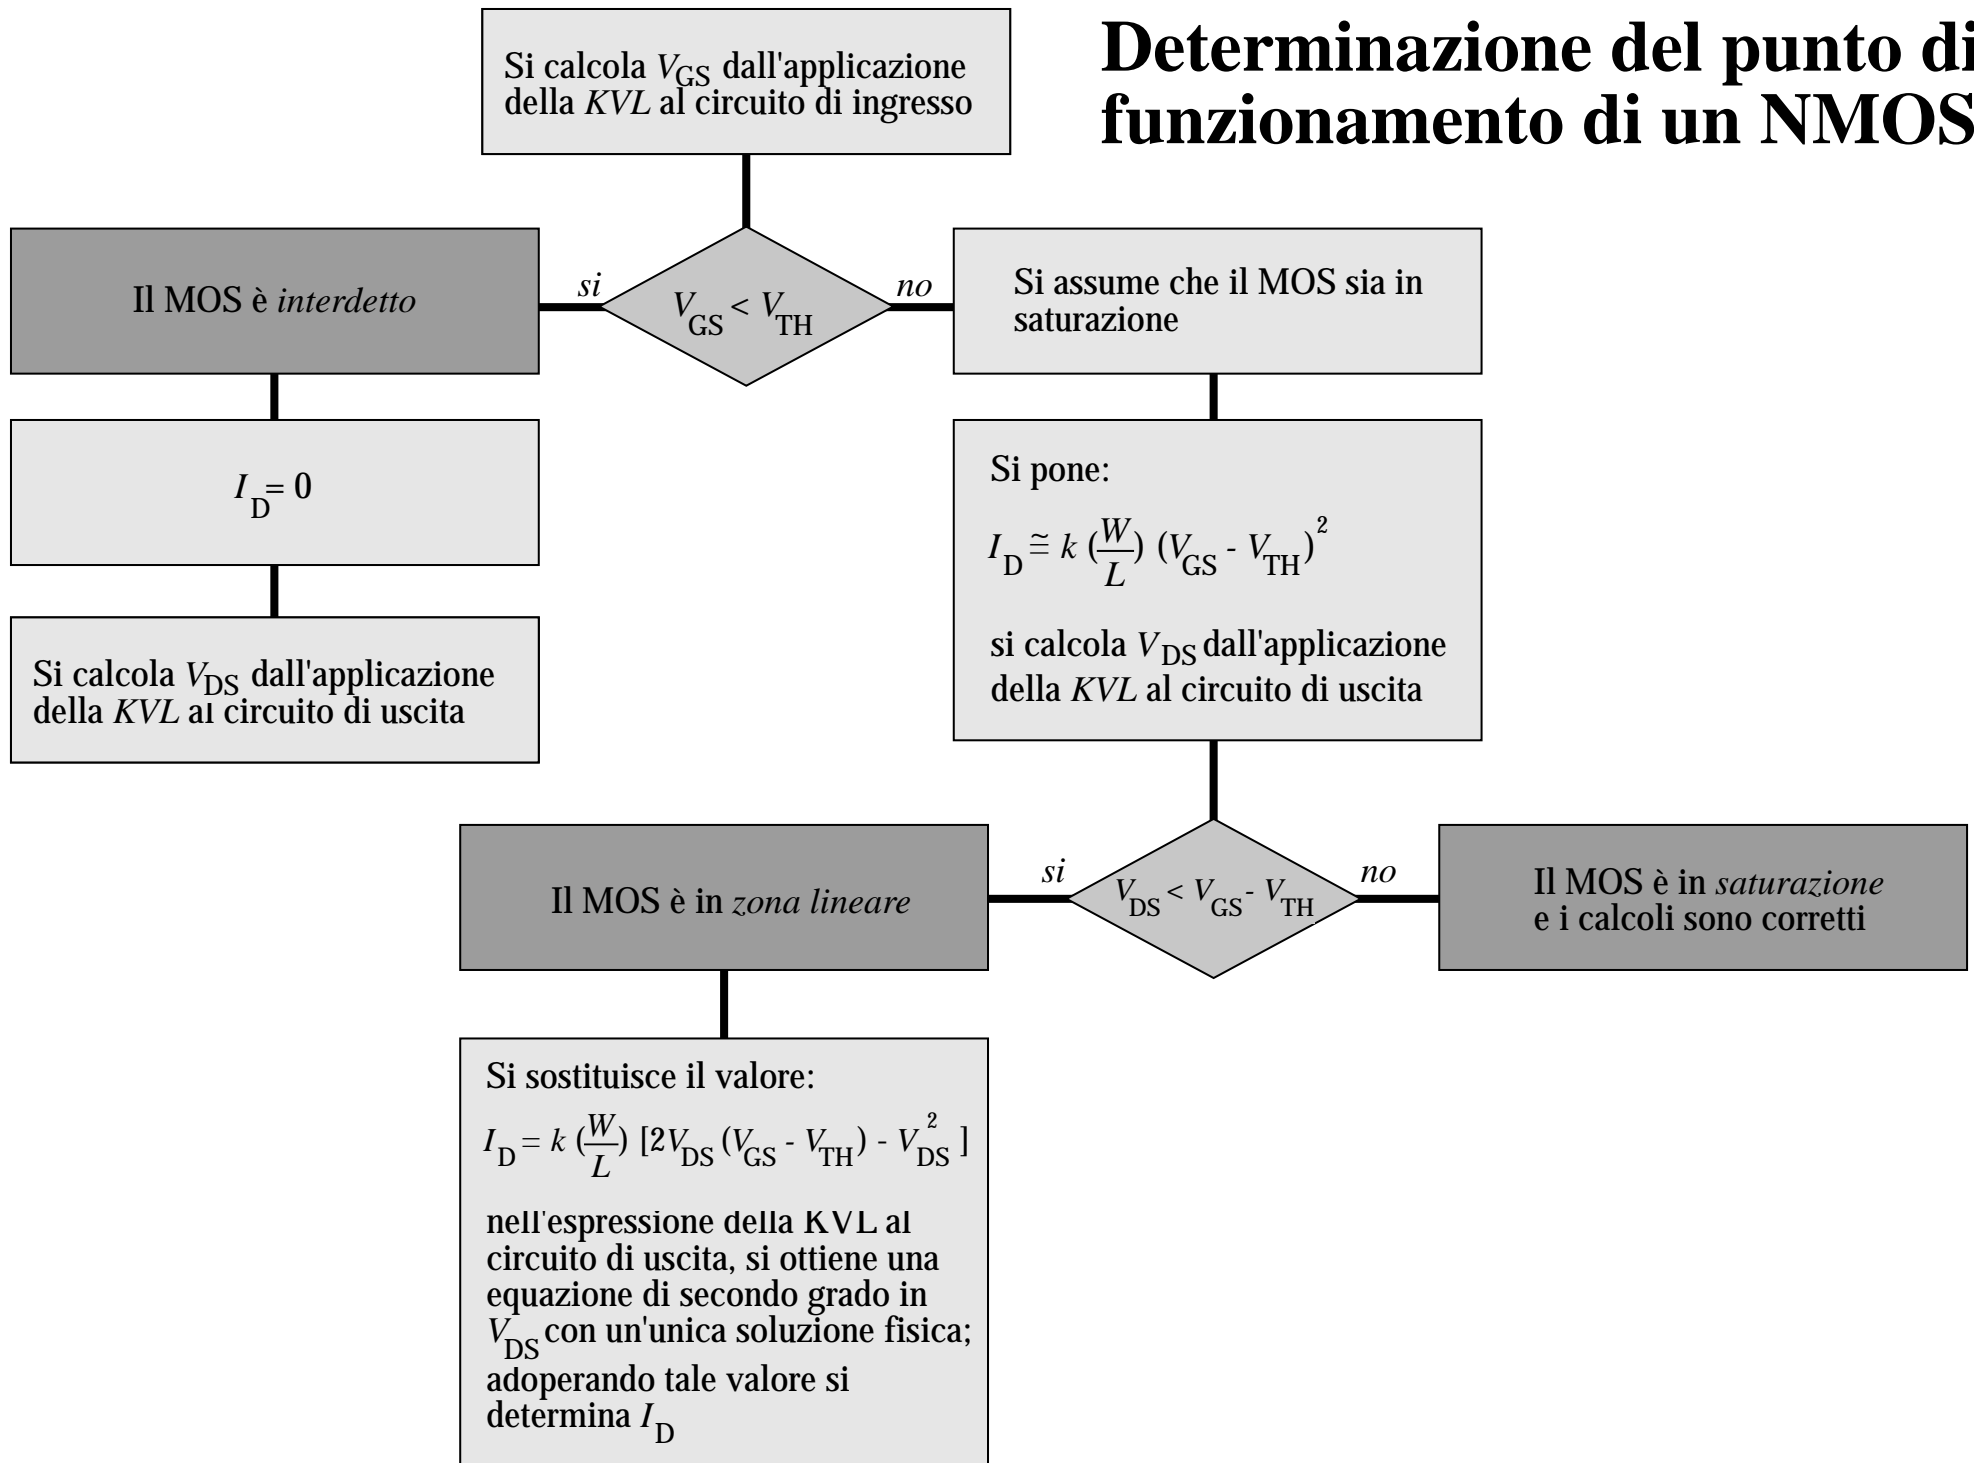 Determinazione del punto di
funzionamento di un NMOS
Si calcola V_GS dall'applicazione
della KVL al circuito di ingresso
V_GS < V_TH
si
no
Il MOS è interdetto
I_D = 0
Si calcola V_DS dall'applicazione
della KVL al circuito di uscita
Si assume che il MOS sia in
saturazione
Si pone:
I_D ≅ k (W/L) (V_GS - V_TH)^2
si calcola V_DS dall'applicazione
della KVL al circuito di uscita
V_DS < V_GS - V_TH
si
no
Il MOS è in zona lineare
Il MOS è in saturazione
e i calcoli sono corretti
Si sostituisce il valore:
I_D = k (W/L) [2V_DS (V_GS - V_TH) - V_DS^2 ]
nell'espressione della KVL al
circuito di uscita, si ottiene una
equazione di secondo grado in
V_DS con un'unica soluzione fisica;
adoperando tale valore si
determina I_D